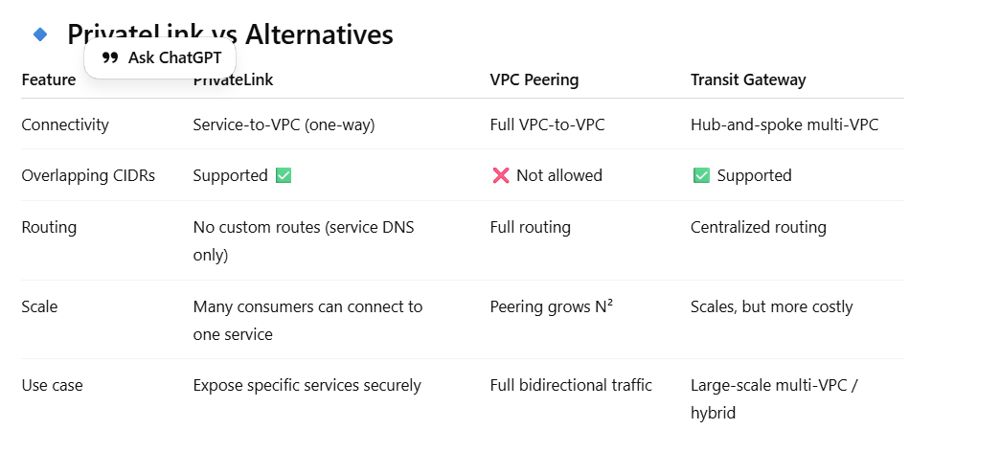 PrivateLink vs Alternatives
Ask ChatGPT
Feature PrivateLink VPC Peering Transit Gateway
Connectivity Service-to-VPC (one-way) Full VPC-to-VPC Hub-and-spoke multi-VPC
Overlapping CIDRs Supported ✅ ❌ Not allowed ✅ Supported
Routing No custom routes (service DNS only) Full routing Centralized routing
Scale Many consumers can connect to one service Peering grows N² Scales, but more costly
Use case Expose specific services securely Full bidirectional traffic Large-scale multi-VPC / hybrid